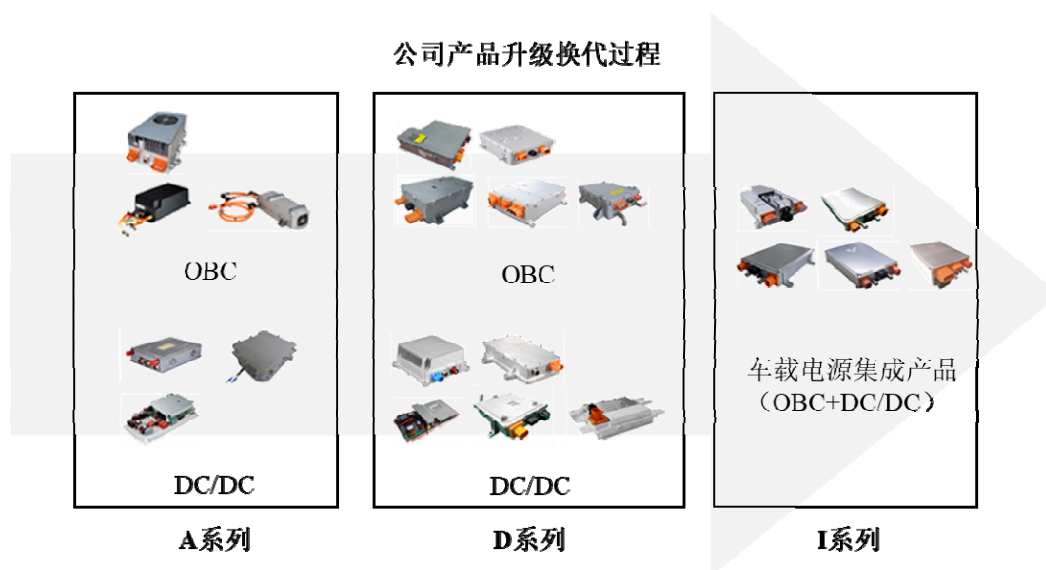 公司产品升级换代过程
OBC
OBC
车载电源集成产品
（OBC+DC/DC）
DC/DC
DC/DC
A系列
D系列
I系列